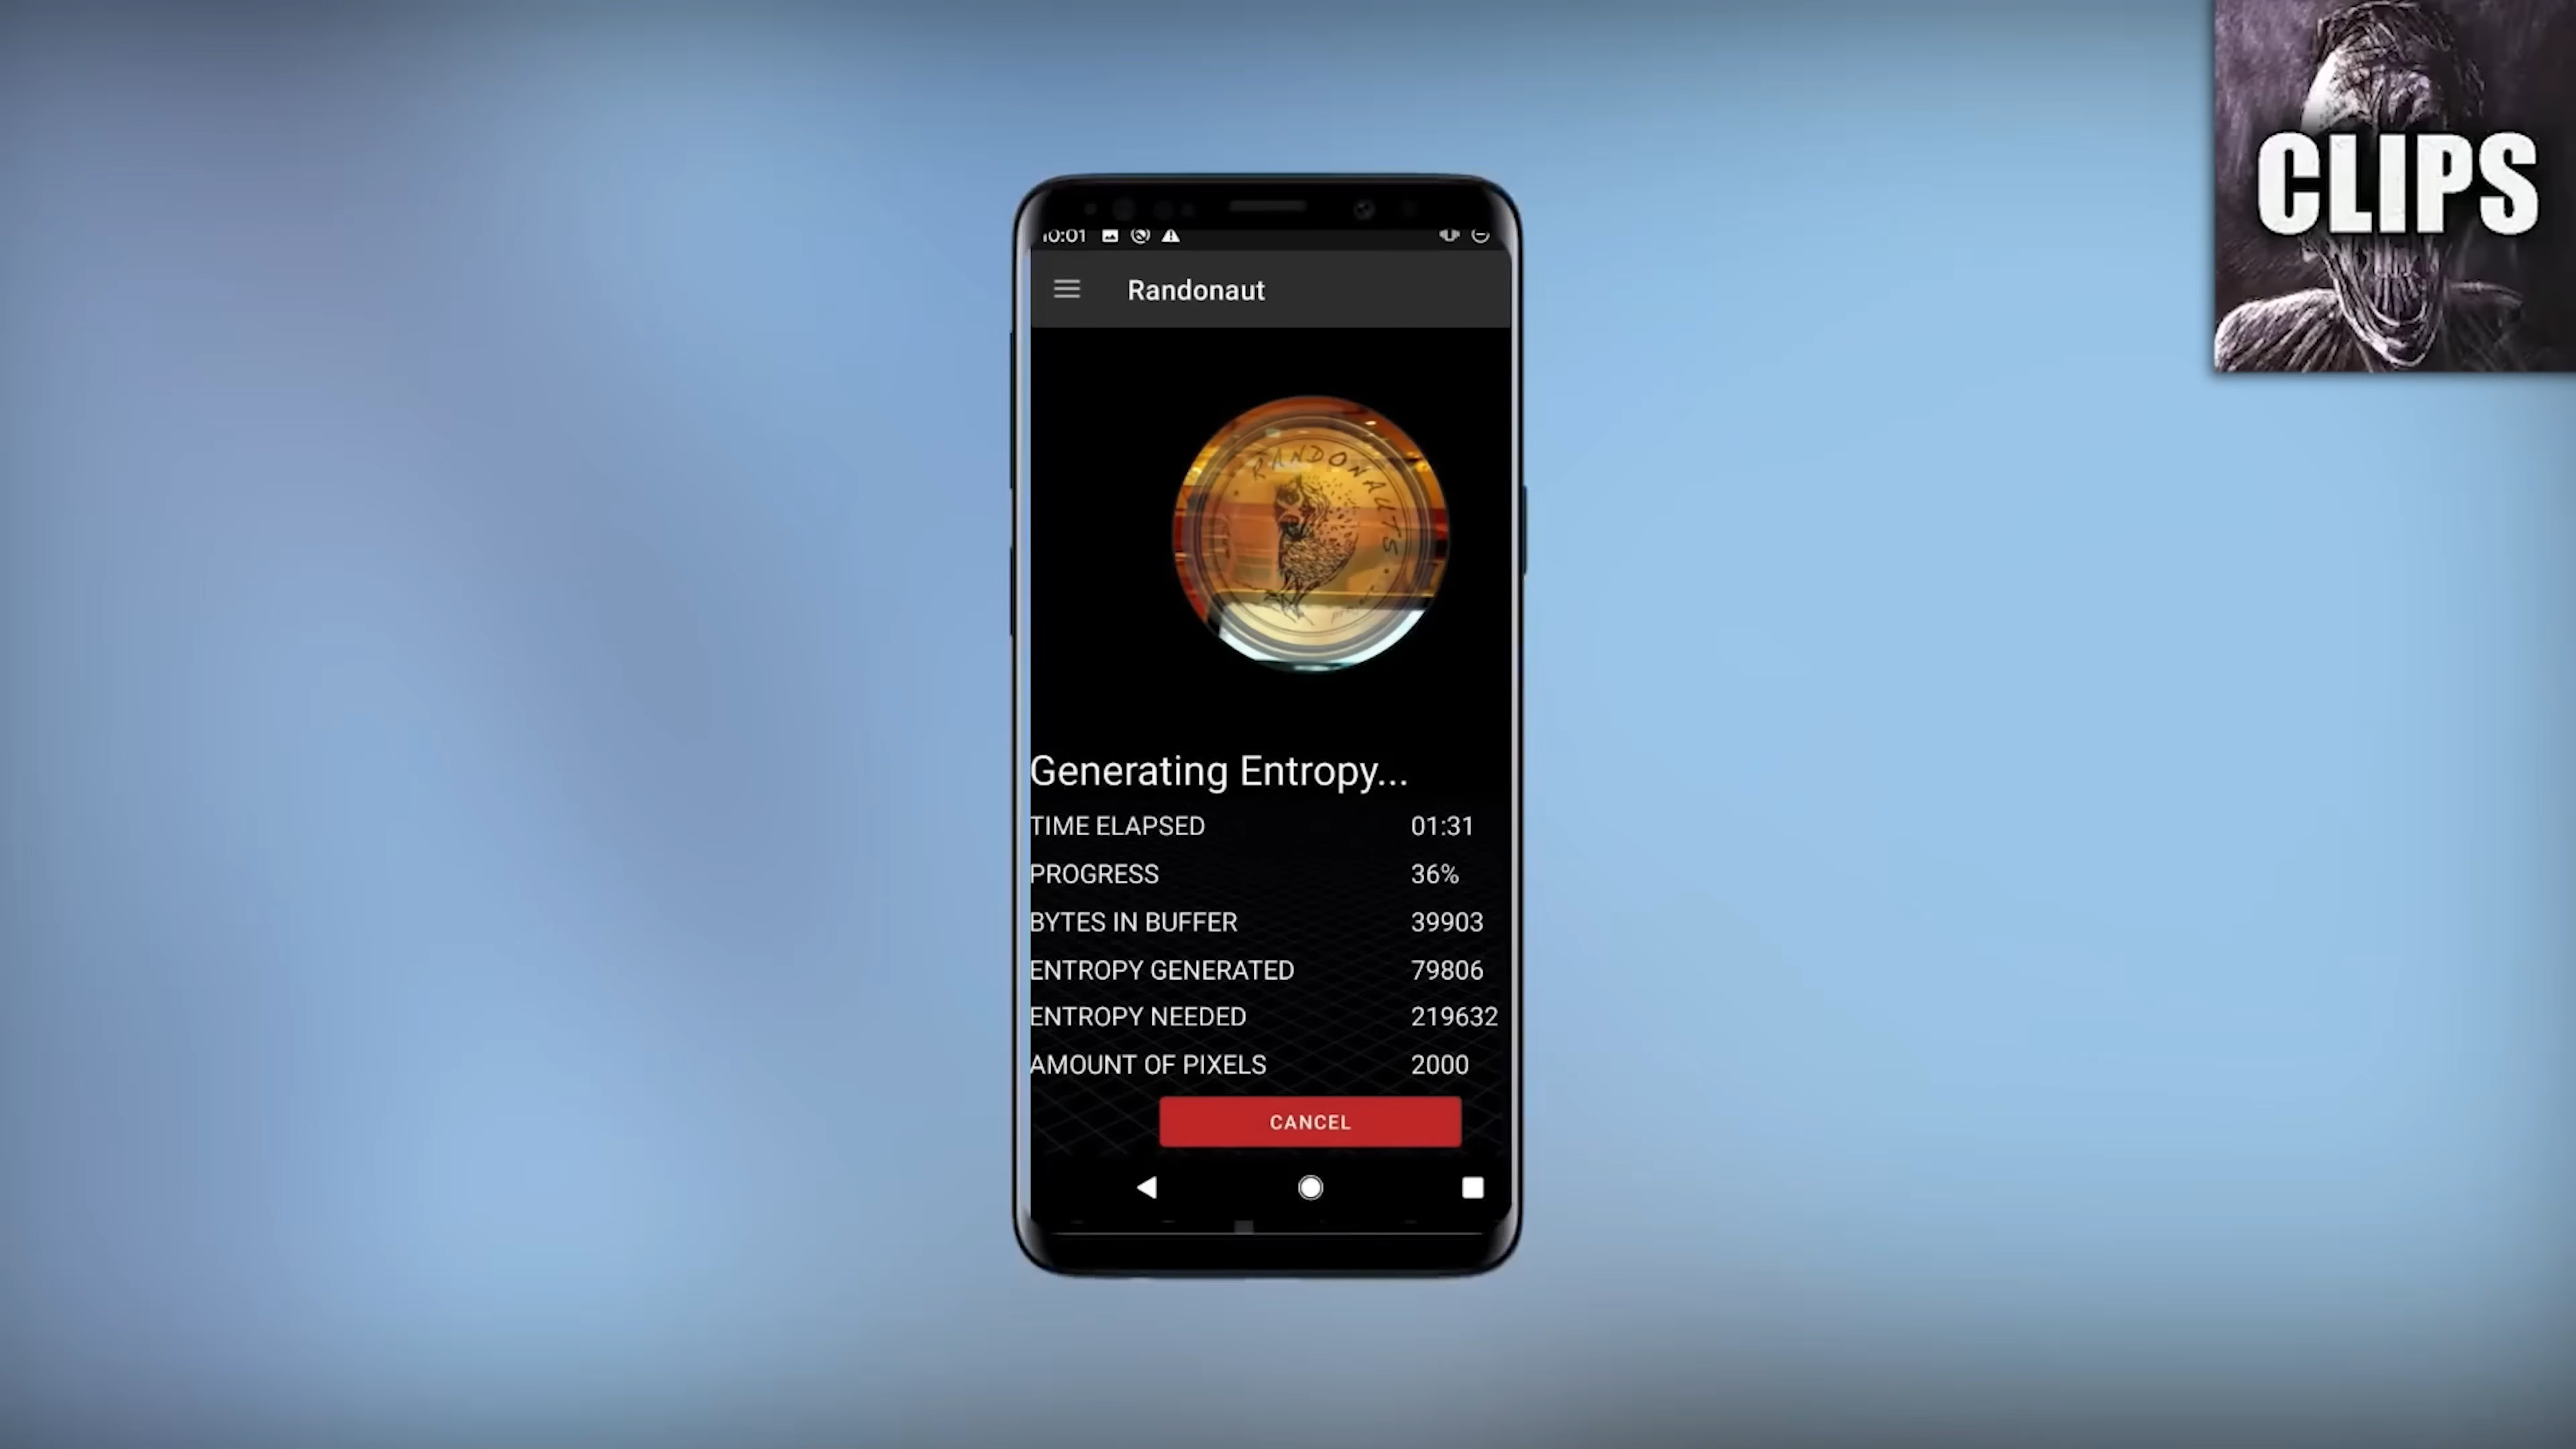 CLIPS
10:01
Randonaut
RANDONAUTS
Generating Entropy...
TIME ELAPSED 01:31
PROGRESS 36%
BYTES IN BUFFER 39903
ENTROPY GENERATED 79806
ENTROPY NEEDED 219632
AMOUNT OF PIXELS 2000
CANCEL